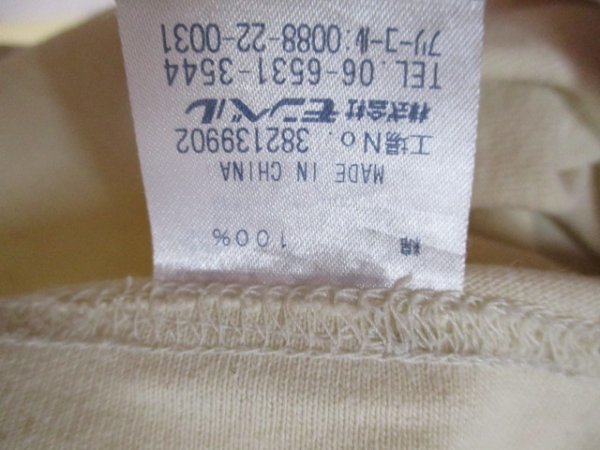 綿 100%
MADE IN CHINA
工場No. 382139902
株式会社モンベル
TEL. 06-6531-3544
フリーコール: 0088-22-0031